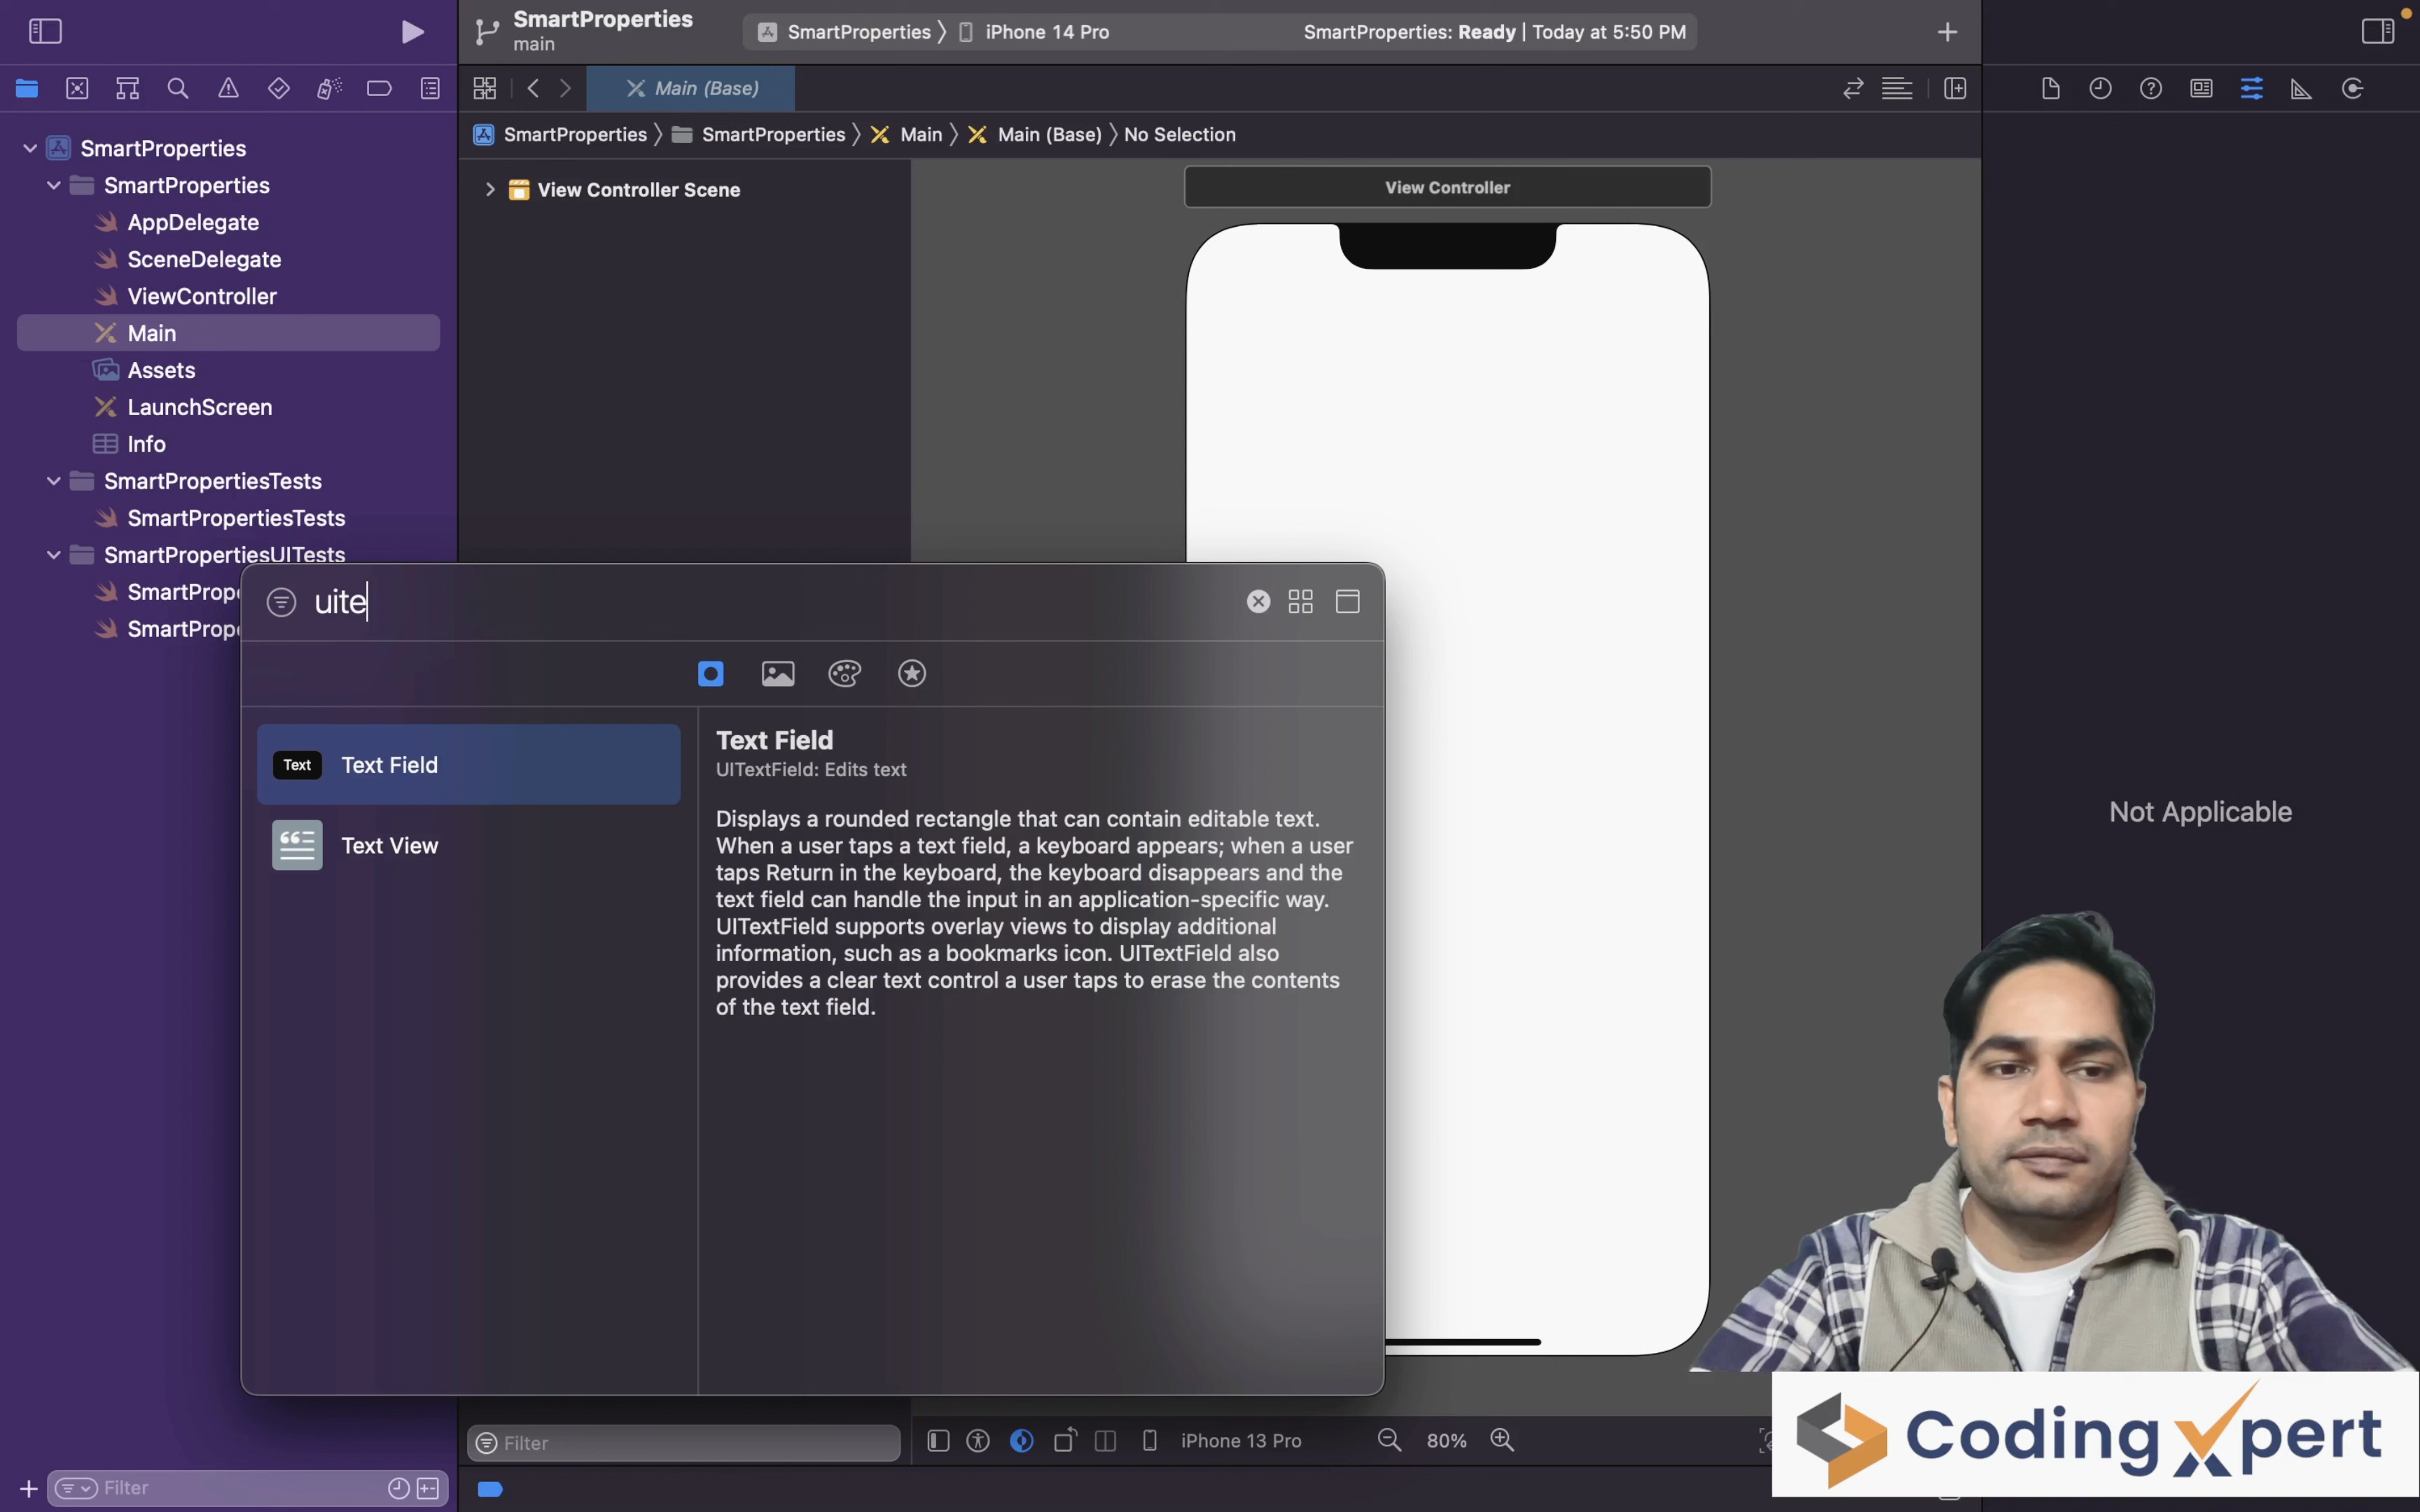 SmartProperties
main
SmartProperties
iPhone 14 Pro
SmartProperties: Ready | Today at 5:50 PM
Main (Base)
SmartProperties
SmartProperties
Main
Main (Base)
No Selection
SmartProperties
SmartProperties
AppDelegate
SceneDelegate
ViewController
Main
Assets
LaunchScreen
Info
SmartPropertiesTests
SmartPropertiesTests
SmartPropertiesUITests
SmartPrope
SmartPrope
View Controller Scene
View Controller
uite
Text
Text Field
Text View
Text Field
UITextField: Edits text
Displays a rounded rectangle that can contain editable text.
When a user taps a text field, a keyboard appears; when a user
taps Return in the keyboard, the keyboard disappears and the
text field can handle the input in an application-specific way.
UITextField supports overlay views to display additional
information, such as a bookmarks icon. UITextField also
provides a clear text control a user taps to erase the contents
of the text field.
Not Applicable
Filter
iPhone 13 Pro
80%
Filter
Coding Xpert